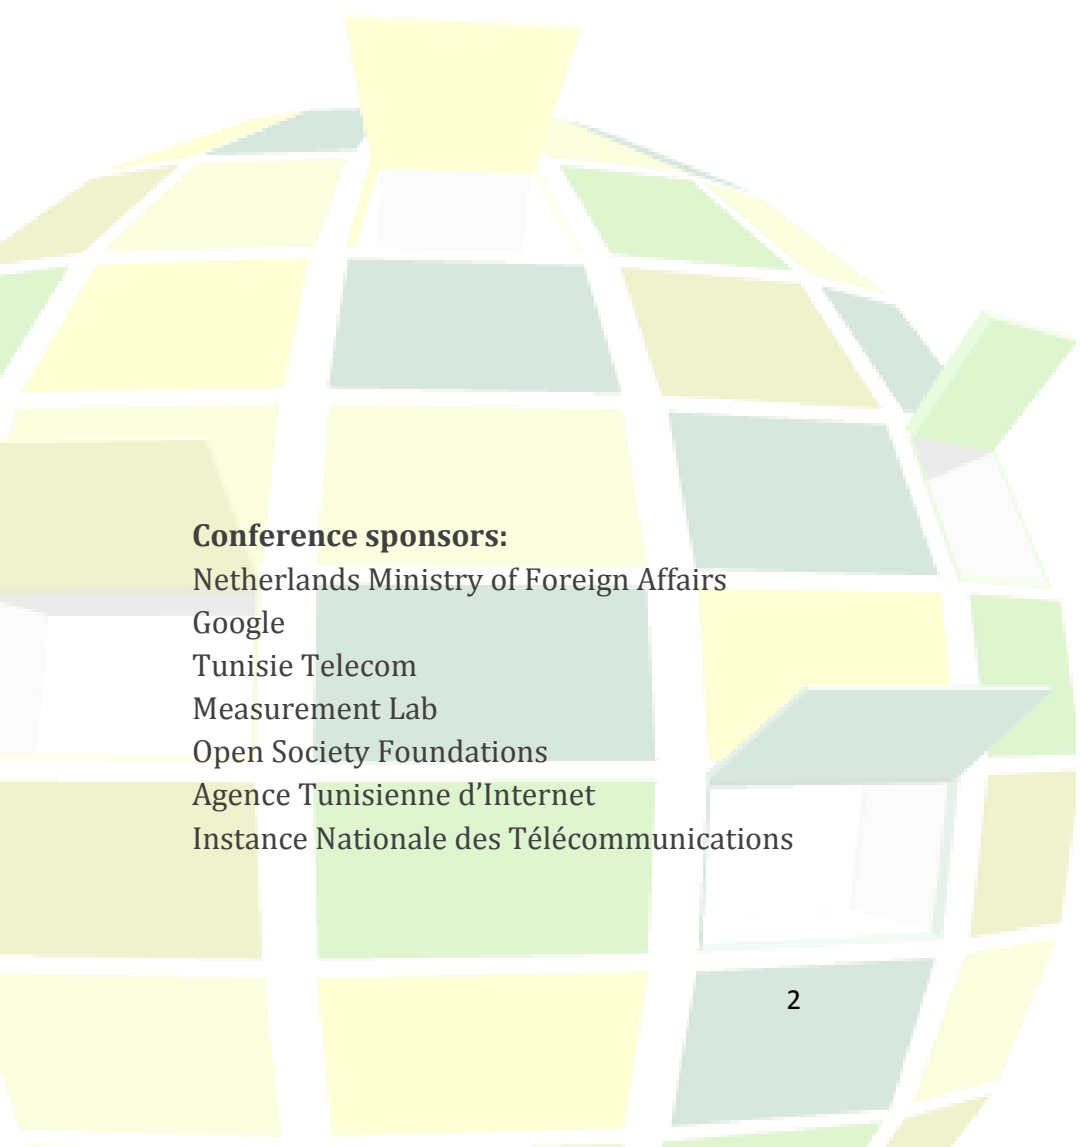 Conference sponsors:
Netherlands Ministry of Foreign Affairs
Google
Tunisie Telecom
Measurement Lab
Open Society Foundations
Agence Tunisienne d’Internet
Instance Nationale des Télécommunications
2